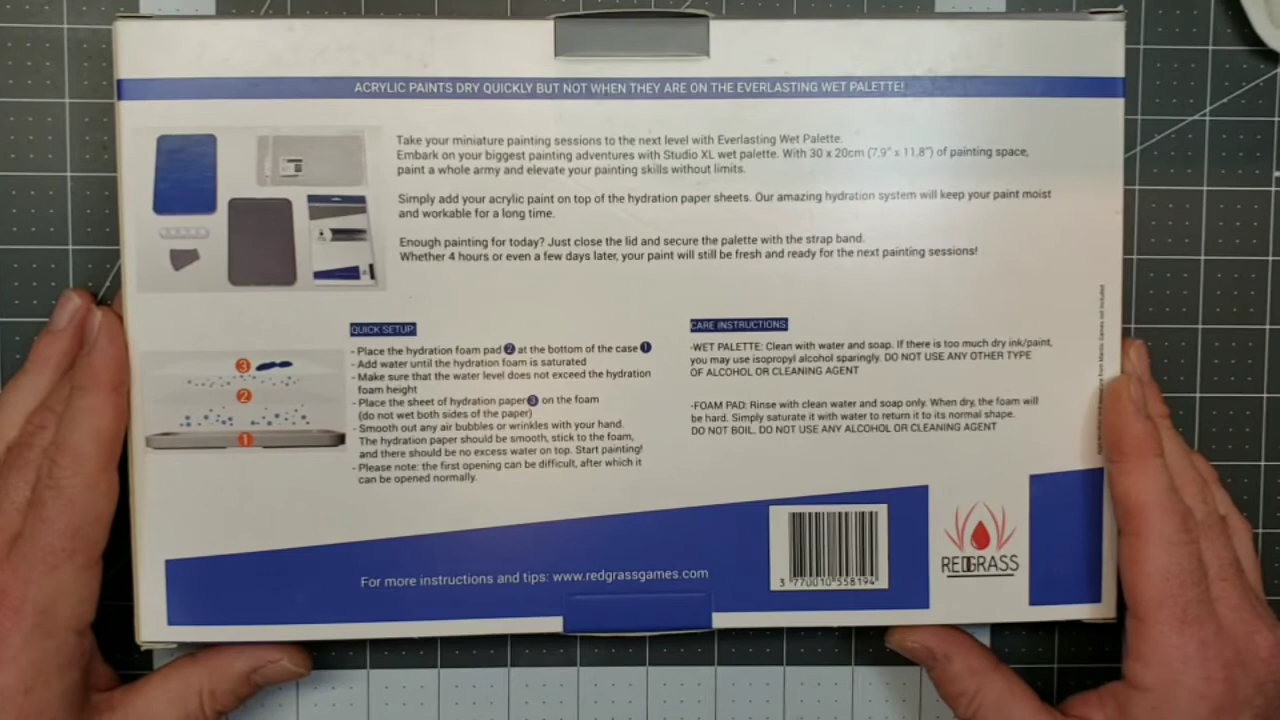 ACRYLIC PAINTS DRY QUICKLY BUT NOT WHEN THEY ARE ON THE EVERLASTING WET PALETTE!
Take your miniature painting sessions to the next level with Everlasting Wet Palette.
Embark on your biggest painting adventures with Studio XL wet palette. With 30 x 20cm (7,9" x 11,8") of painting space,
paint a whole army and elevate your painting skills without limits.
Simply add your acrylic paint on top of the hydration paper sheets. Our amazing hydration system will keep your paint moist
and workable for a long time.
Enough painting for today? Just close the lid and secure the palette with the strap band.
Whether 4 hours or even a few days later, your paint will still be fresh and ready for the next painting sessions!
QUICK SETUP:
- Place the hydration foam pad 2 at the bottom of the case 1
- Add water until the hydration foam is saturated
- Make sure that the water level does not exceed the hydration
foam height
- Place the sheet of hydration paper 3 on the foam
(do not wet both sides of the paper)
- Smooth out any air bubbles or wrinkles with your hand.
The hydration paper should be smooth, stick to the foam,
and there should be no excess water on top. Start painting!
- Please note: the first opening can be difficult, after which it
can be opened normally.
3
2
1
CARE INSTRUCTIONS:
-WET PALETTE: Clean with water and soap. If there is too much dry ink/paint,
you may use isopropyl alcohol sparingly. DO NOT USE ANY OTHER TYPE
OF ALCOHOL OR CLEANING AGENT
-FOAM PAD: Rinse with clean water and soap only. When dry, the foam will
be hard. Simply saturate it with water to return it to its normal shape.
DO NOT BOIL. DO NOT USE ANY ALCOHOL OR CLEANING AGENT
from Mantic Games not included
For more instructions and tips: www.redgrassgames.com
3 770010 558194
REDGRASS